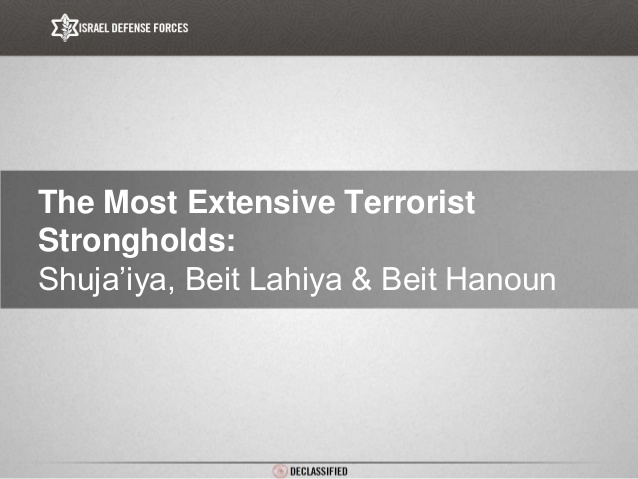 ISRAEL DEFENSE FORCES
The Most Extensive Terrorist
Strongholds:
Shuja’iya, Beit Lahiya & Beit Hanoun
DECLASSIFIED